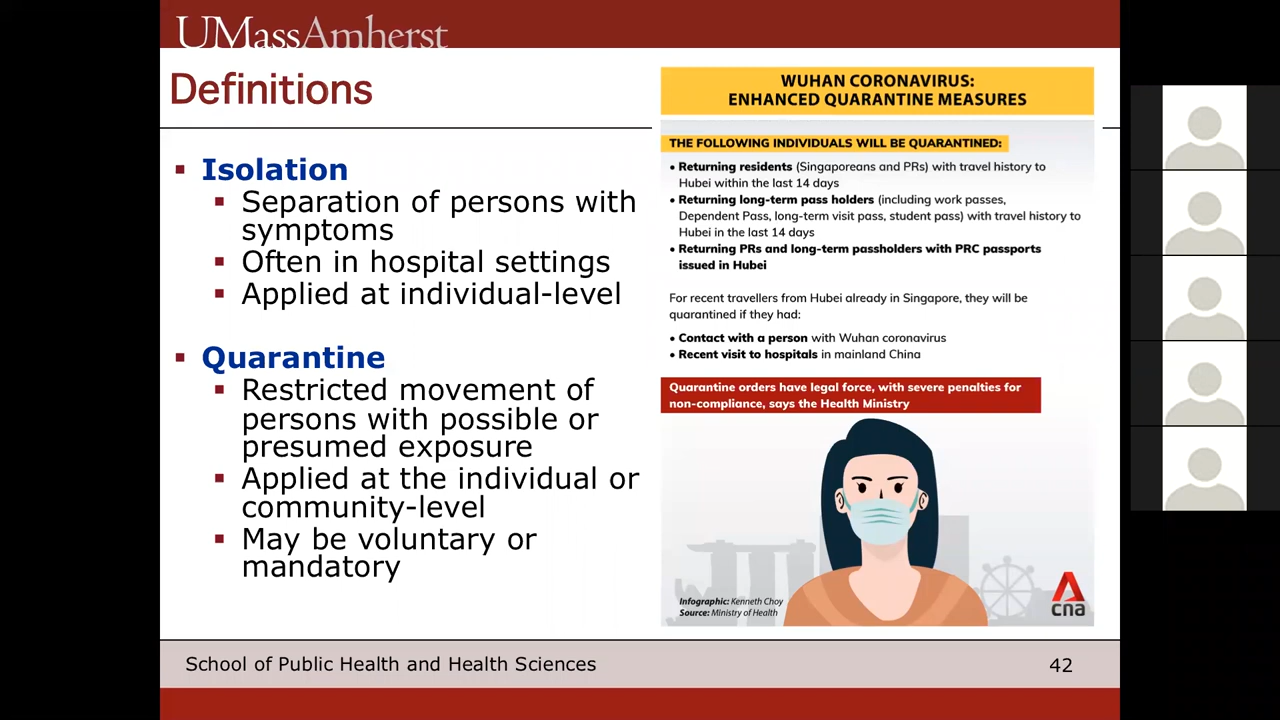 UMassAmherst
Definitions
Isolation
Separation of persons with
symptoms
Often in hospital settings
Applied at individual-level
Quarantine
Restricted movement of
persons with possible or
presumed exposure
Applied at the individual or
community-level
May be voluntary or
mandatory
WUHAN CORONAVIRUS:
ENHANCED QUARANTINE MEASURES
THE FOLLOWING INDIVIDUALS WILL BE QUARANTINED:
• Returning residents (Singaporeans and PRs) with travel history to
Hubei within the last 14 days
• Returning long-term pass holders (including work passes,
Dependent Pass, long-term visit pass, student pass) with travel history to
Hubei in the last 14 days
• Returning PRs and long-term passholders with PRC passports
issued in Hubei
For recent travellers from Hubei already in Singapore, they will be
quarantined if they had:
• Contact with a person with Wuhan coronavirus
• Recent visit to hospitals in mainland China
Quarantine orders have legal force, with severe penalties for
non-compliance, says the Health Ministry
Infographic: Kenneth Choy
Source: Ministry of Health
cna
School of Public Health and Health Sciences
42